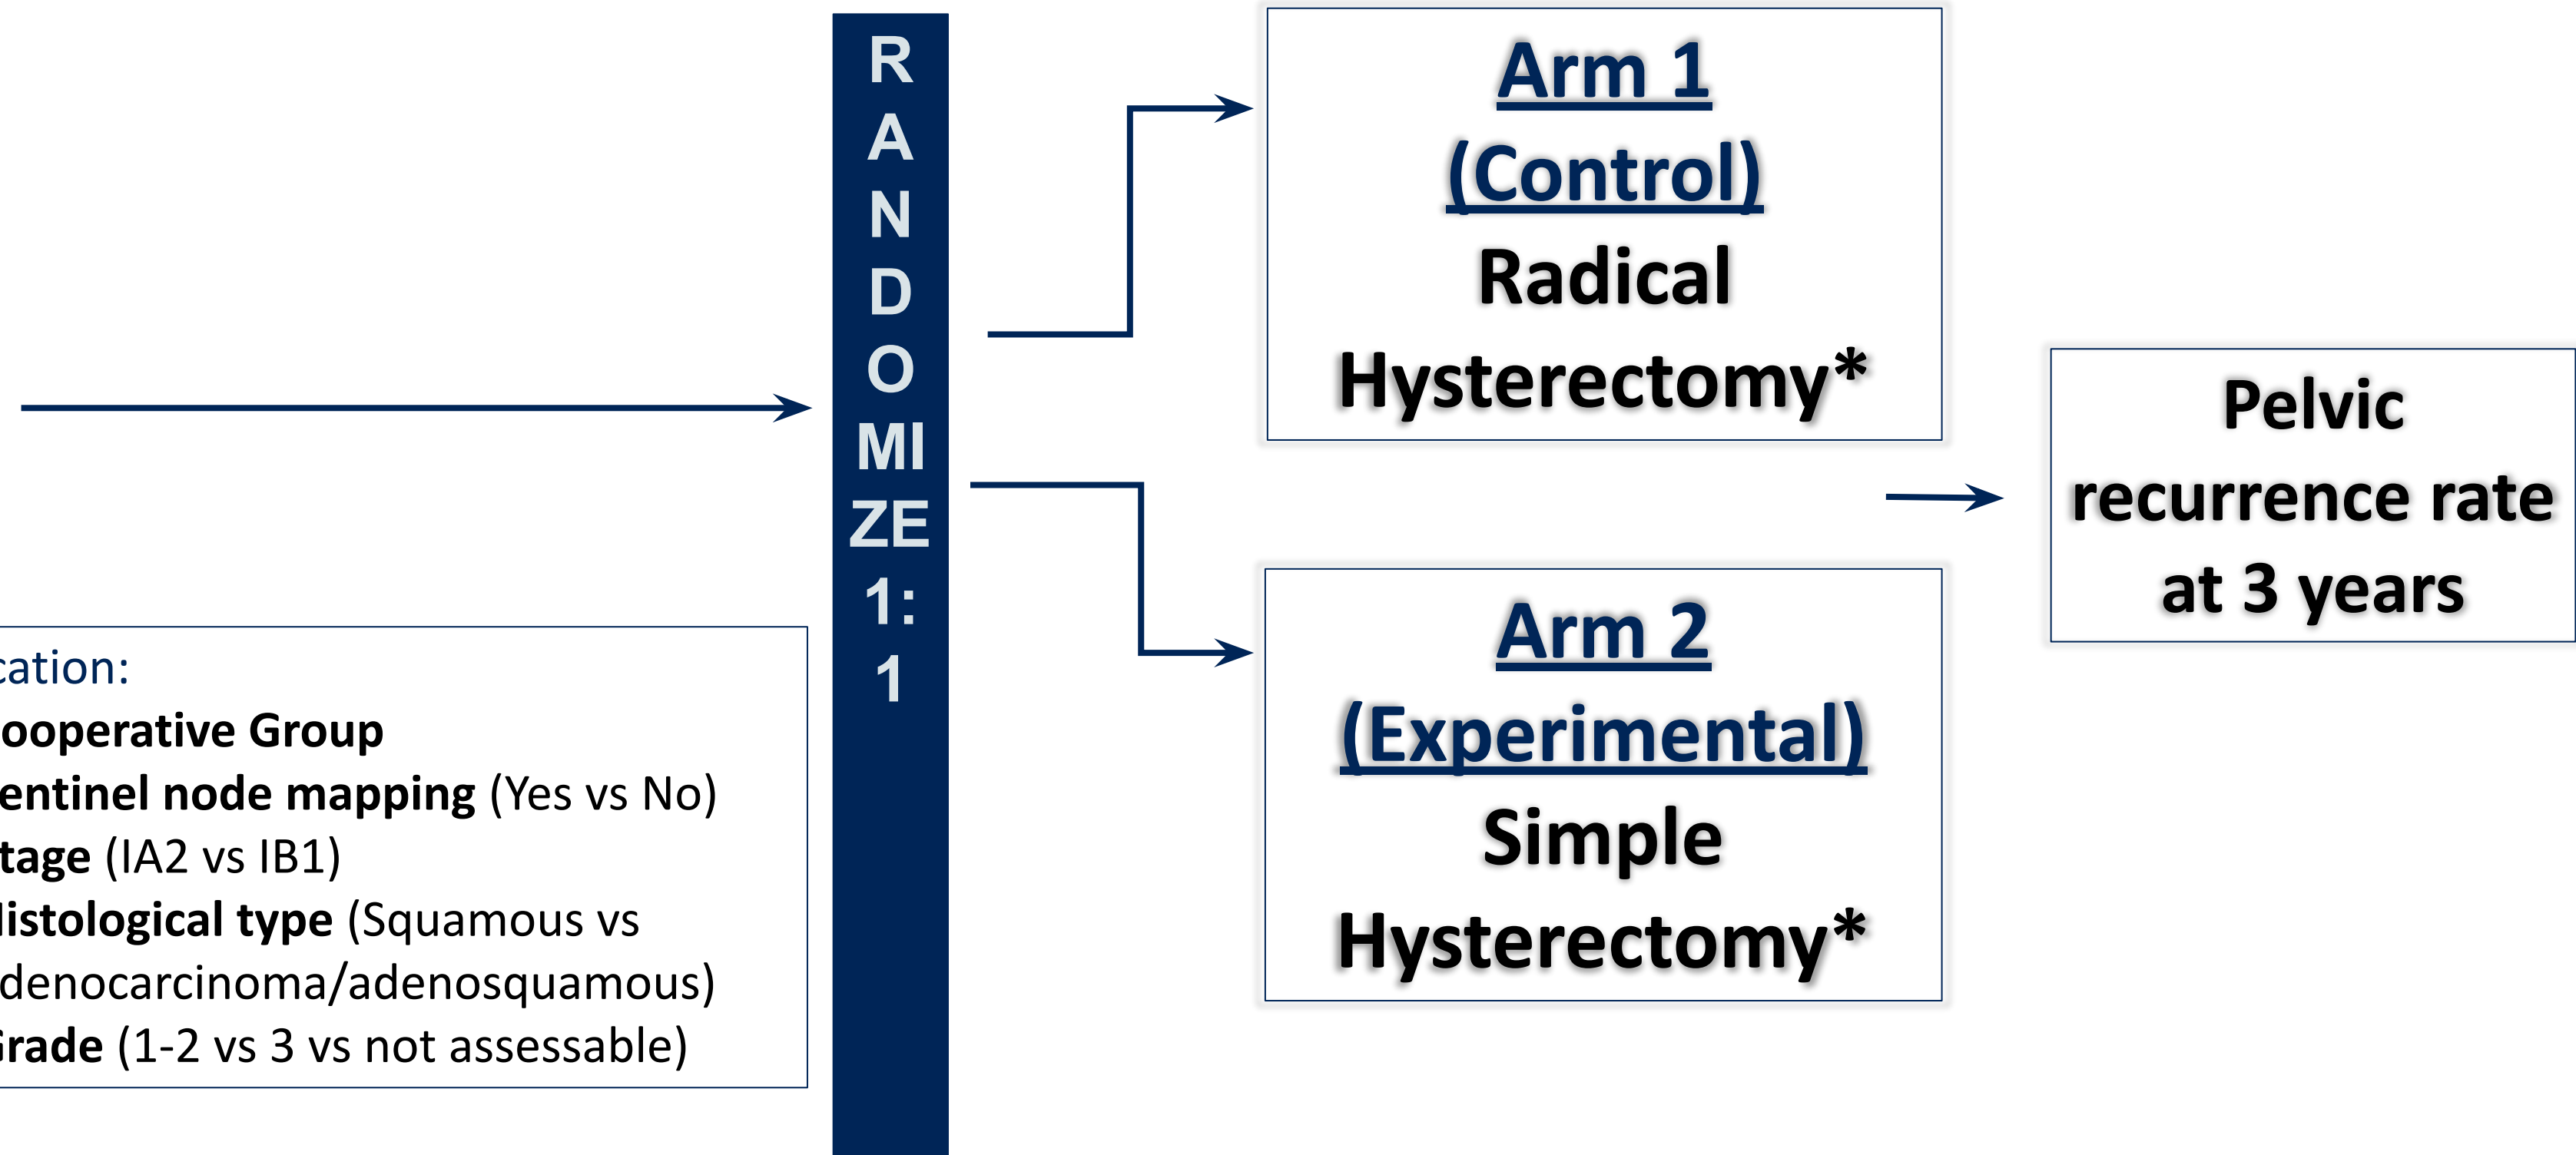 R
A
N
D
O
MI
ZE
1:
1
Arm 1
(Control)
Radical
Hysterectomy*
Arm 2
(Experimental)
Simple
Hysterectomy*
Pelvic
recurrence rate
at 3 years
cation:
ooperative Group
entinel node mapping (Yes vs No)
tage (IA2 vs IB1)
istological type (Squamous vs
denocarcinoma/adenosquamous)
rade (1-2 vs 3 vs not assessable)